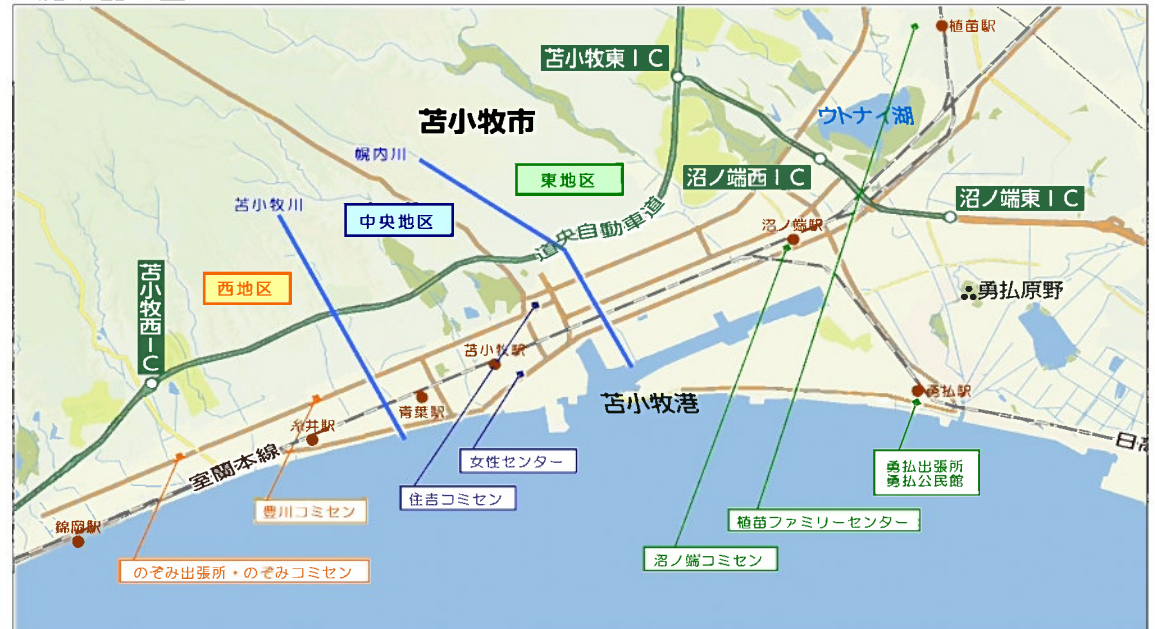 植苗駅
苫小牧東IC
ウトナイ湖
苫小牧市
幌内川
東地区
沼ノ端西IC
沼ノ端東IC
苫小牧川
中央地区
沼ノ端駅
道央自動車道
苫小牧西IC
西地区
勇払原野
苫小牧駅
青葉駅
苫小牧港
勇払駅
糸井駅
日高
室蘭本線
女性センター
勇払出張所
勇払公民館
住吉コミセン
豊川コミセン
植苗ファミリーセンター
錦岡駅
沼ノ端コミセン
のぞみ出張所・のぞみコミセン